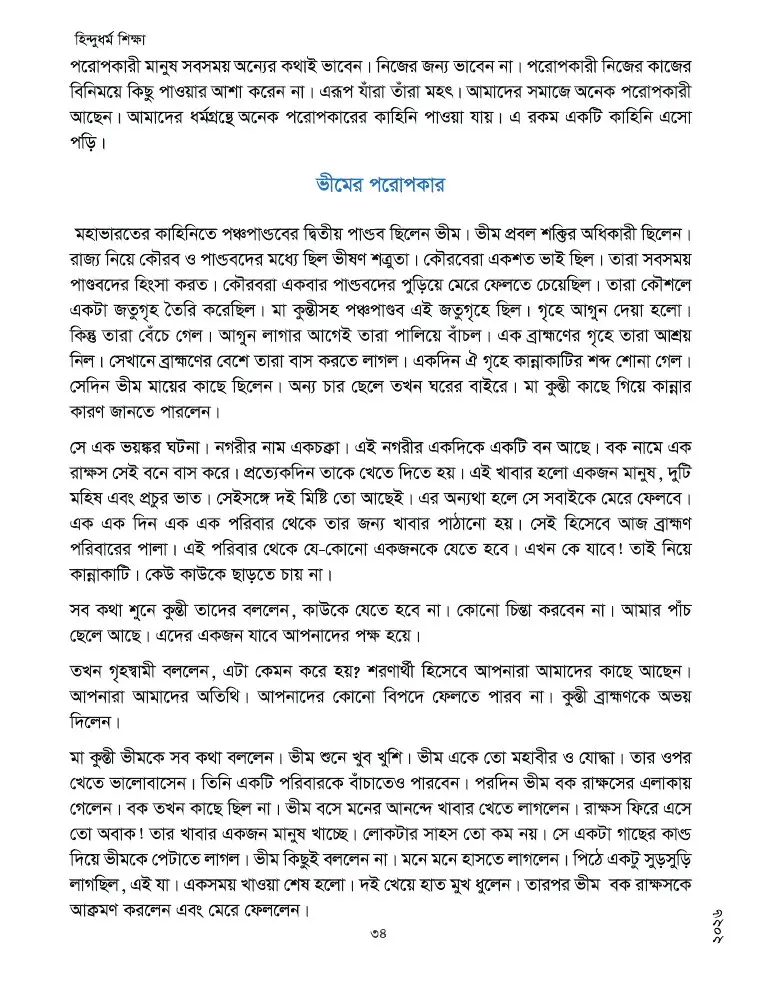 হিন্দুধর্ম শিক্ষা
পরোপকারী মানুষ সবসময় অন্যের কথাই ভাবেন। নিজের জন্য ভাবেন না। পরোপকারী নিজের কাজের
বিনিময়ে কিছু পাওয়ার আশা করেন না। এরূপ যাঁরা তাঁরা মহৎ। আমাদের সমাজে অনেক পরোপকারী
আছেন। আমাদের ধর্মগ্রন্থে অনেক পরোপকারের কাহিনি পাওয়া যায়। এ রকম একটি কাহিনি এসো
পড়ি।
ভীমের পরোপকার
মহাভারতের কাহিনিতে পঞ্চপাণ্ডবের দ্বিতীয় পাণ্ডব ছিলেন ভীম। ভীম প্রবল শক্তির অধিকারী ছিলেন।
রাজ্য নিয়ে কৌরব ও পাণ্ডবদের মধ্যে ছিল ভীষণ শত্রুতা। কৌরবেরা একশত ভাই ছিল। তারা সবসময়
পাণ্ডবদের হিংসা করত। কৌরবরা একবার পাণ্ডবদের পুড়িয়ে মেরে ফেলতে চেয়েছিল। তারা কৌশলে
একটা জতুগৃহ তৈরি করেছিল। মা কুন্তীসহ পঞ্চপাণ্ডব এই জতুগৃহে ছিল। গৃহে আগুন দেয়া হলো।
কিন্তু তারা বেঁচে গেল। আগুন লাগার আগেই তারা পালিয়ে বাঁচল। এক ব্রাহ্মণের গৃহে তারা আশ্রয়
নিল। সেখানে ব্রাহ্মণের বেশে তারা বাস করতে লাগল। একদিন ঐ গৃহে কান্নাকাটির শব্দ শোনা গেল।
সেদিন ভীম মায়ের কাছে ছিলেন। অন্য চার ছেলে তখন ঘরের বাইরে। মা কুন্তী কাছে গিয়ে কান্নার
কারণ জানতে পারলেন।
সে এক ভয়ঙ্কর ঘটনা। নগরীর নাম একচক্রা। এই নগরীর একদিকে একটি বন আছে। বক নামে এক
রাক্ষস সেই বনে বাস করে। প্রত্যেকদিন তাকে খেতে দিতে হয়। এই খাবার হলো একজন মানুষ, দুটি
মহিষ এবং প্রচুর ভাত। সেইসঙ্গে দই মিষ্টি তো আছেই। এর অন্যথা হলে সে সবাইকে মেরে ফেলবে।
এক এক দিন এক এক পরিবার থেকে তার জন্য খাবার পাঠানো হয়। সেই হিসেবে আজ ব্রাহ্মণ
পরিবারের পালা। এই পরিবার থেকে যে-কোনো একজনকে যেতে হবে। এখন কে যাবে! তাই নিয়ে
কান্নাকাটি। কেউ কাউকে ছাড়তে চায় না।
সব কথা শুনে কুন্তী তাদের বললেন, কাউকে যেতে হবে না। কোনো চিন্তা করবেন না। আমার পাঁচ
ছেলে আছে। এদের একজন যাবে আপনাদের পক্ষ হয়ে।
তখন গৃহস্বামী বললেন, এটা কেমন করে হয়? শরণার্থী হিসেবে আপনারা আমাদের কাছে আছেন।
আপনারা আমাদের অতিথি। আপনাদের কোনো বিপদে ফেলতে পারব না। কুন্তী ব্রাহ্মণকে অভয়
দিলেন।
মা কুন্তী ভীমকে সব কথা বললেন। ভীম শুনে খুব খুশি। ভীম একে তো মহাবীর ও যোদ্ধা। তার ওপর
খেতে ভালোবাসেন। তিনি একটি পরিবারকে বাঁচাতেও পারবেন। পরদিন ভীম বক রাক্ষসের এলাকায়
গেলেন। বক তখন কাছে ছিল না। ভীম বসে মনের আনন্দে খাবার খেতে লাগলেন। রাক্ষস ফিরে এসে
তো অবাক! তার খাবার একজন মানুষ খাচ্ছে। লোকটার সাহস তো কম নয়। সে একটা গাছের কাণ্ড
দিয়ে ভীমকে পেটাতে লাগল। ভীম কিছুই বললেন না। মনে মনে হাসতে লাগলেন। পিঠে একটু সুড়সুড়ি
লাগছিল, এই যা। একসময় খাওয়া শেষ হলো। দই খেয়ে হাত মুখ ধুলেন। তারপর ভীম বক রাক্ষসকে
আক্রমণ করলেন এবং মেরে ফেললেন।
৩৪
২০২৬